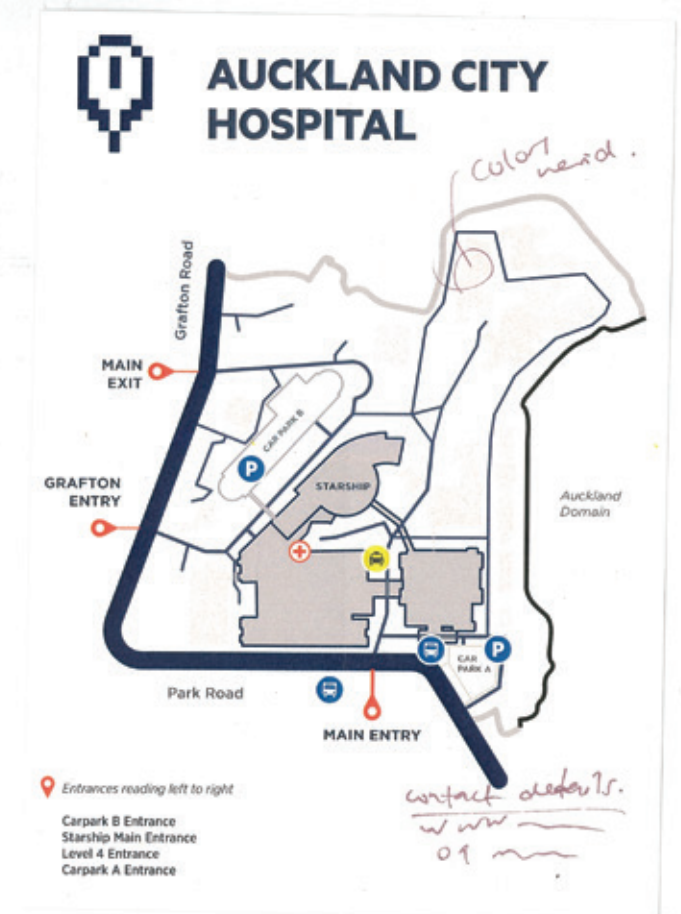 AUCKLAND CITY
HOSPITAL
Grafton Road
MAIN
EXIT
CAR PARK B
P
STARSHIP
GRAFTON
ENTRY
Auckland
Domain
CAR
PARK A
P
Park Road
MAIN ENTRY
Entrances reading left to right
Carpark B Entrance
Starship Main Entrance
Level 4 Entrance
Carpark A Entrance
contact details.
www
09